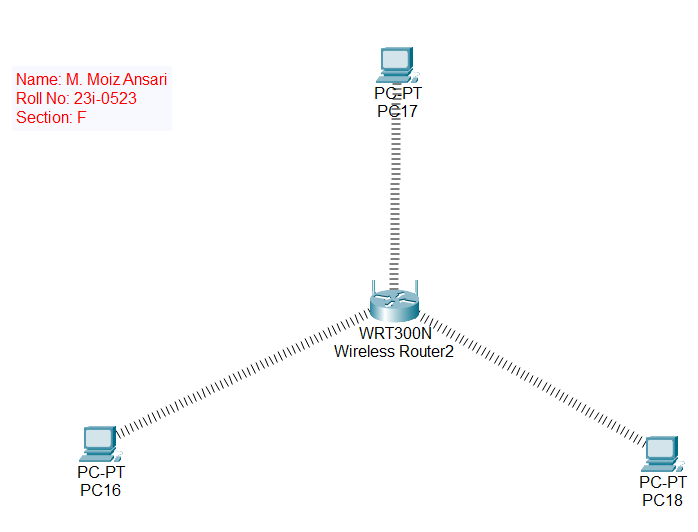 Name: M. Moiz Ansari
Roll No: 23i-0523
Section: F
PC-PT
PC17
WRT300N
Wireless Router2
PC-PT
PC16
PC-PT
PC18